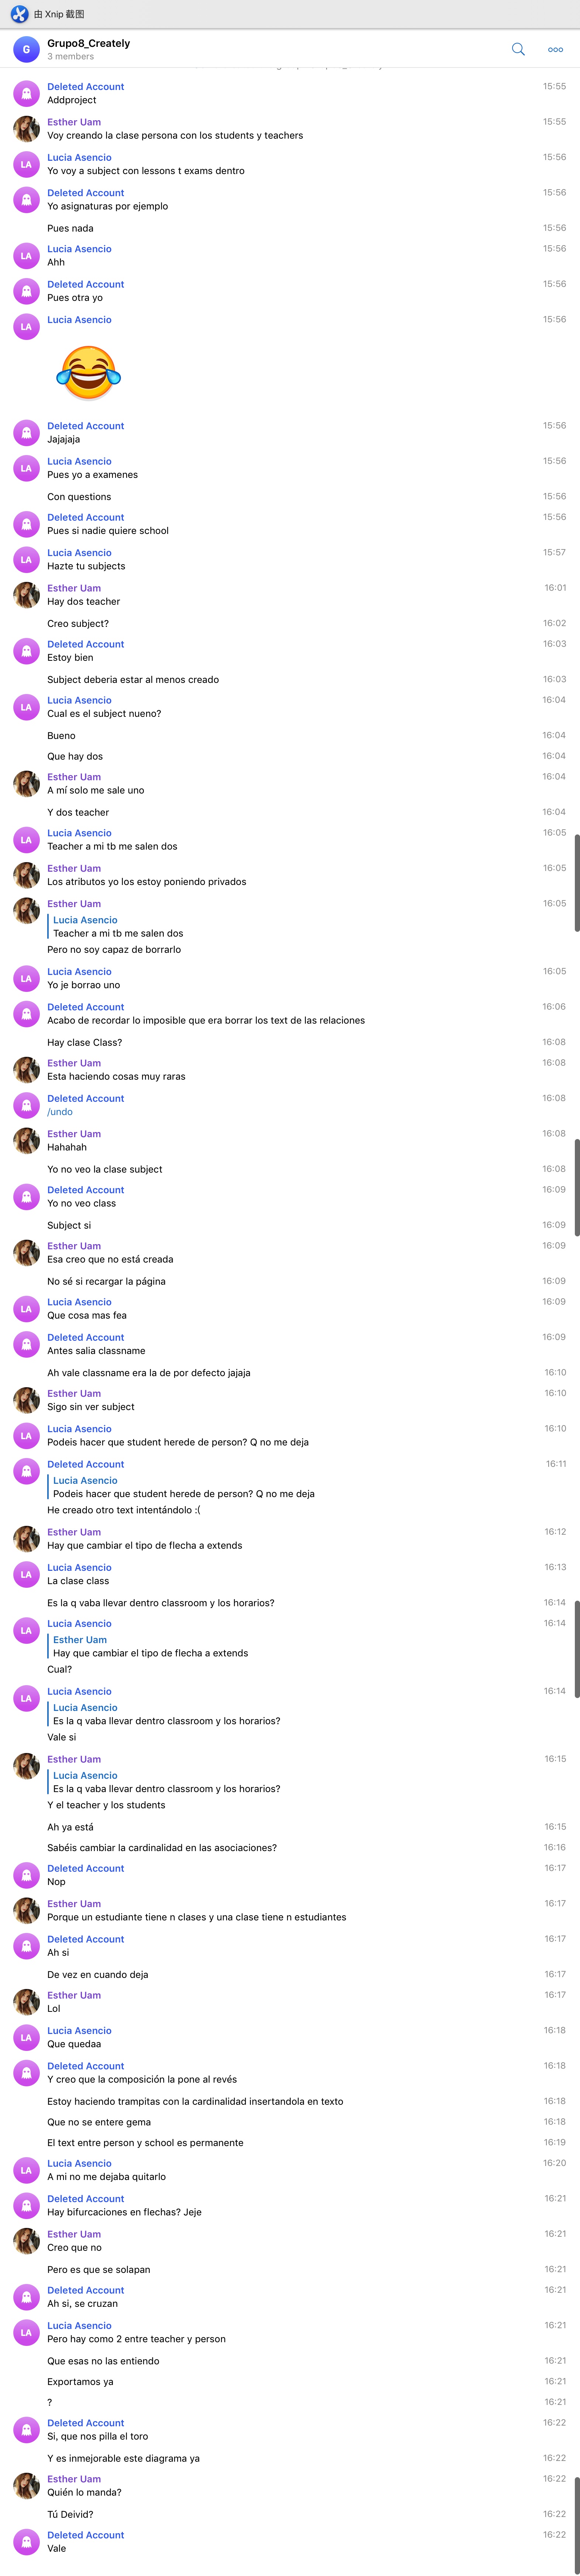 由 Xnip 截图
G
Grupo8_Creately
3 members
Deleted Account 15:55
Addproject
Esther Uam 15:55
Voy creando la clase persona con los students y teachers
LA
Lucia Asencio 15:56
Yo voy a subject con lessons t exams dentro
Deleted Account 15:56
Yo asignaturas por ejemplo
Pues nada 15:56
LA
Lucia Asencio 15:56
Ahh
Deleted Account 15:56
Pues otra yo
LA
Lucia Asencio 15:56
Deleted Account 15:56
Jajajaja
LA
Lucia Asencio 15:56
Pues yo a examenes
Con questions 15:56
Deleted Account 15:56
Pues si nadie quiere school
LA
Lucia Asencio 15:57
Hazte tu subjects
Esther Uam 16:01
Hay dos teacher
Creo subject? 16:02
Deleted Account 16:03
Estoy bien
Subject deberia estar al menos creado 16:03
LA
Lucia Asencio 16:04
Cual es el subject nueno?
Bueno 16:04
Que hay dos 16:04
Esther Uam 16:04
A mí solo me sale uno
Y dos teacher 16:04
LA
Lucia Asencio 16:05
Teacher a mi tb me salen dos
Esther Uam 16:05
Los atributos yo los estoy poniendo privados
Esther Uam 16:05
Lucia Asencio
Teacher a mi tb me salen dos
Pero no soy capaz de borrarlo
LA
Lucia Asencio 16:05
Yo je borrao uno
Deleted Account 16:06
Acabo de recordar lo imposible que era borrar los text de las relaciones
Hay clase Class? 16:08
Esther Uam 16:08
Esta haciendo cosas muy raras
Deleted Account 16:08
/undo
Esther Uam 16:08
Hahahah
Yo no veo la clase subject 16:08
Deleted Account 16:09
Yo no veo class
Subject si 16:09
Esther Uam 16:09
Esa creo que no está creada
No sé si recargar la página 16:09
LA
Lucia Asencio 16:09
Que cosa mas fea
Deleted Account 16:09
Antes salia classname
Ah vale classname era la de por defecto jajaja 16:10
Esther Uam 16:10
Sigo sin ver subject
LA
Lucia Asencio 16:10
Podeis hacer que student herede de person? Q no me deja
Deleted Account 16:11
Lucia Asencio
Podeis hacer que student herede de person? Q no me deja
He creado otro text intentándolo :(
Esther Uam 16:12
Hay que cambiar el tipo de flecha a extends
LA
Lucia Asencio 16:13
La clase class
Es la q vaba llevar dentro classroom y los horarios? 16:14
LA
Lucia Asencio 16:14
Esther Uam
Hay que cambiar el tipo de flecha a extends
Cual?
LA
Lucia Asencio 16:14
Lucia Asencio
Es la q vaba llevar dentro classroom y los horarios?
Vale si
Esther Uam 16:15
Lucia Asencio
Es la q vaba llevar dentro classroom y los horarios?
Y el teacher y los students
Ah ya está 16:15
Sabéis cambiar la cardinalidad en las asociaciones? 16:16
Deleted Account 16:17
Nop
Esther Uam 16:17
Porque un estudiante tiene n clases y una clase tiene n estudiantes
Deleted Account 16:17
Ah si
De vez en cuando deja 16:17
Esther Uam 16:17
Lol
LA
Lucia Asencio 16:18
Que quedaa
Deleted Account 16:18
Y creo que la composición la pone al revés
Estoy haciendo trampitas con la cardinalidad insertandola en texto 16:18
Que no se entere gema 16:18
El text entre person y school es permanente 16:19
LA
Lucia Asencio 16:20
A mi no me dejaba quitarlo
Deleted Account 16:21
Hay bifurcaciones en flechas? Jeje
Esther Uam 16:21
Creo que no
Pero es que se solapan 16:21
Deleted Account 16:21
Ah si, se cruzan
LA
Lucia Asencio 16:21
Pero hay como 2 entre teacher y person
Que esas no las entiendo 16:21
Exportamos ya 16:21
? 16:21
Deleted Account 16:22
Si, que nos pilla el toro
Y es inmejorable este diagrama ya 16:22
Esther Uam 16:22
Quién lo manda?
Tú Deivid? 16:22
Deleted Account 16:22
Vale